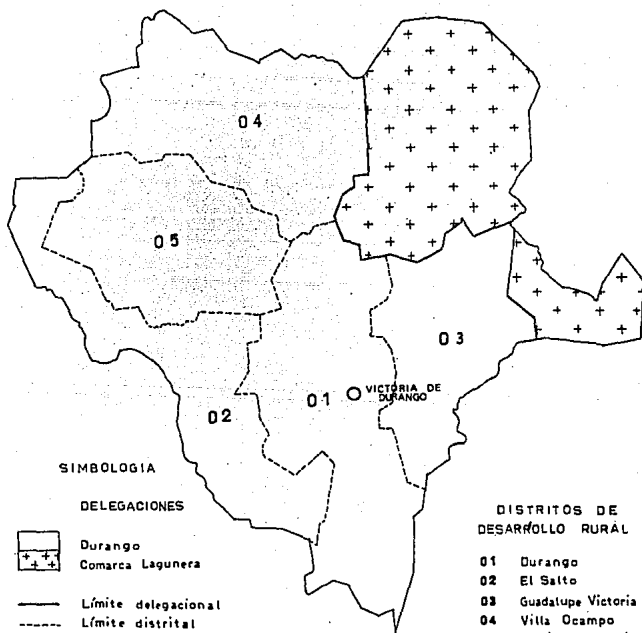 04
05
03
VICTORIA DE
DURANGO
01
02
SIMBOLOGIA
DELEGACIONES
Durango
Comarca Lagunera
Límite delegacional
Límite distrital
DISTRITOS DE
DESARROLLO RURAL
01 Durango
02 El Salto
03 Guadalupe Victoria
04 Villa Ocampo